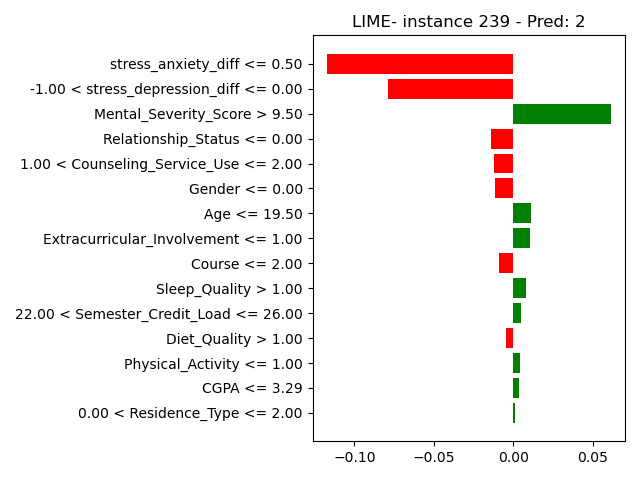 LIME- instance 239 - Pred: 2
stress_anxiety_diff <= 0.50
-1.00 < stress_depression_diff <= 0.00
Mental_Severity_Score > 9.50
Relationship_Status <= 0.00
1.00 < Counseling_Service_Use <= 2.00
Gender <= 0.00
Age <= 19.50
Extracurricular_Involvement <= 1.00
Course <= 2.00
Sleep_Quality > 1.00
22.00 < Semester_Credit_Load <= 26.00
Diet_Quality > 1.00
Physical_Activity <= 1.00
CGPA <= 3.29
0.00 < Residence_Type <= 2.00
−0.10 −0.05 0.00 0.05